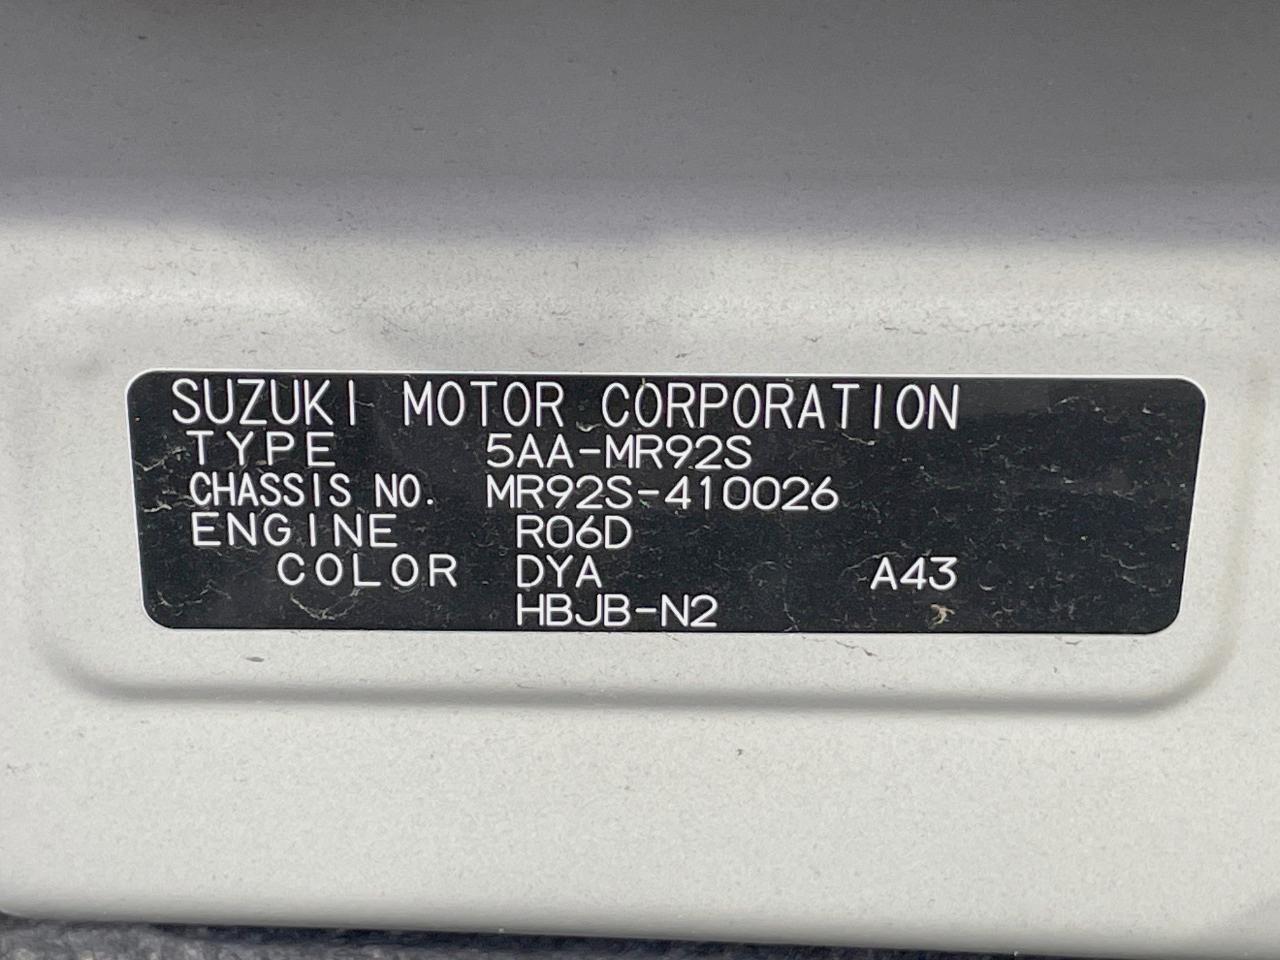 SUZUKI MOTOR CORPORATION
TYPE 5AA-MR92S
CHASSIS NO. MR92S-410026
ENGINE R06D
COLOR DYA A43
HBJB-N2